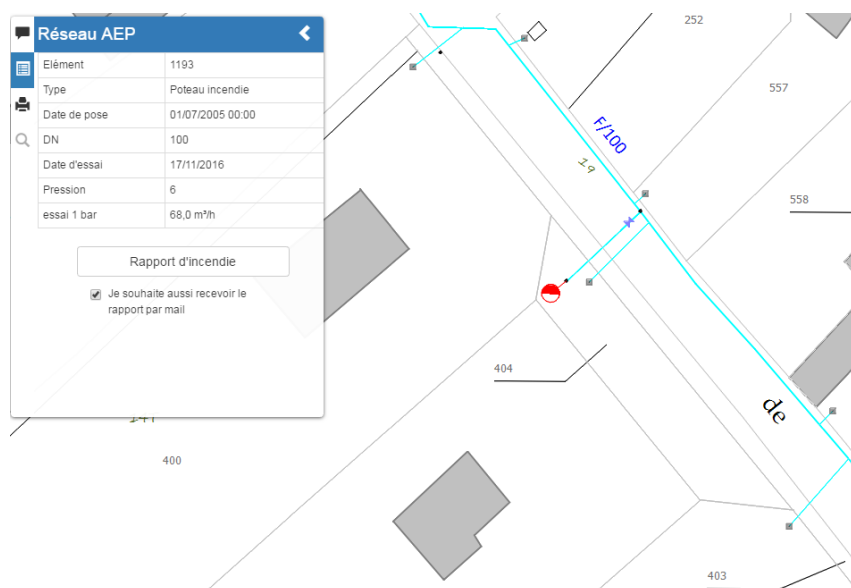 Réseau AEP
Elément 1193
Type Poteau incendie
Date de pose 01/07/2005 00:00
DN 100
Date d'essai 17/11/2016
Pression 6
essai 1 bar 68,0 m³/h
Rapport d'incendie
Je souhaite aussi recevoir le
rapport par mail
252
557
F/100
19
558
404
de
400
403